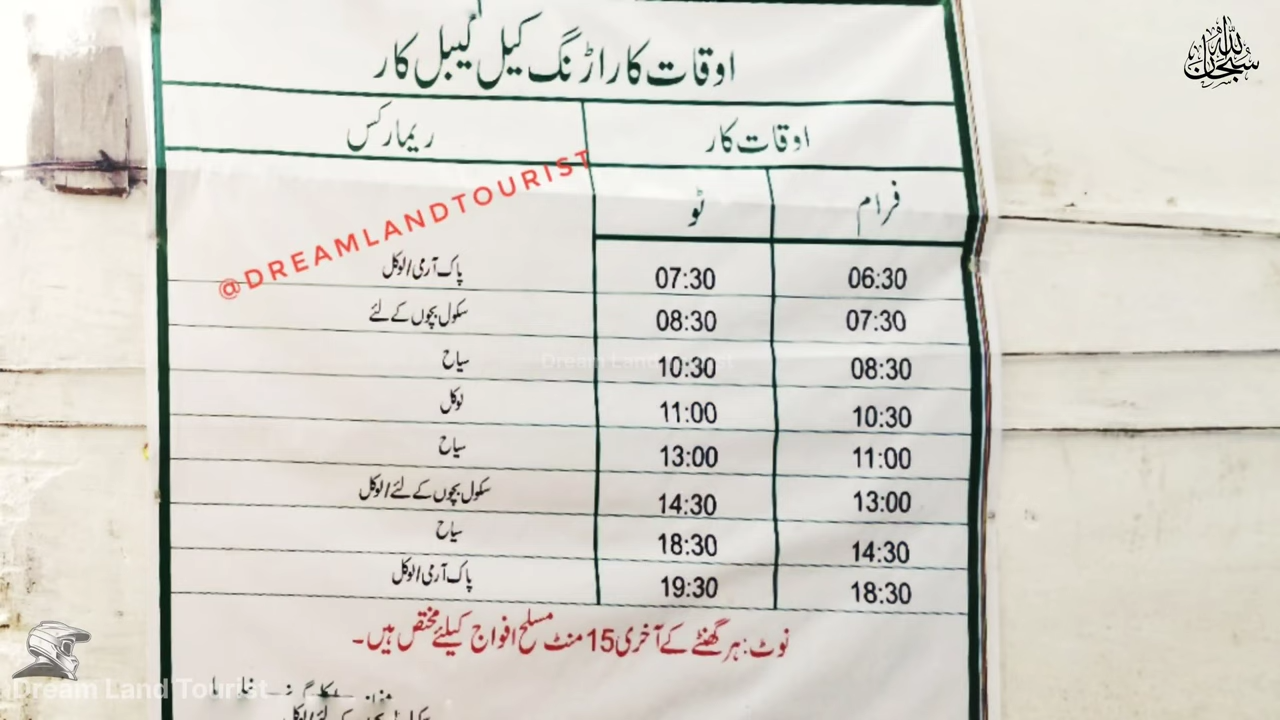 سبحان الله
اوقات کار اڑنگ کیل کیبل کار
اوقات کار ریمارکس
فرام ٹو
@DREAMLANDTOURIST
06:30 07:30 پاک آرمی/لوکل
07:30 08:30 سکول بچوں کے لئے
08:30 10:30 سیاح
Dream Land Tourist
10:30 11:00 لوکل
11:00 13:00 سیاح
13:00 14:30 سکول بچوں کے لئے/لوکل
14:30 18:30 سیاح
18:30 19:30 پاک آرمی/لوکل
نوٹ: ہر گھنٹے کے آخری 15 منٹ مسلح افواج کیلئے مختص ہیں۔
Dream Land Tourist